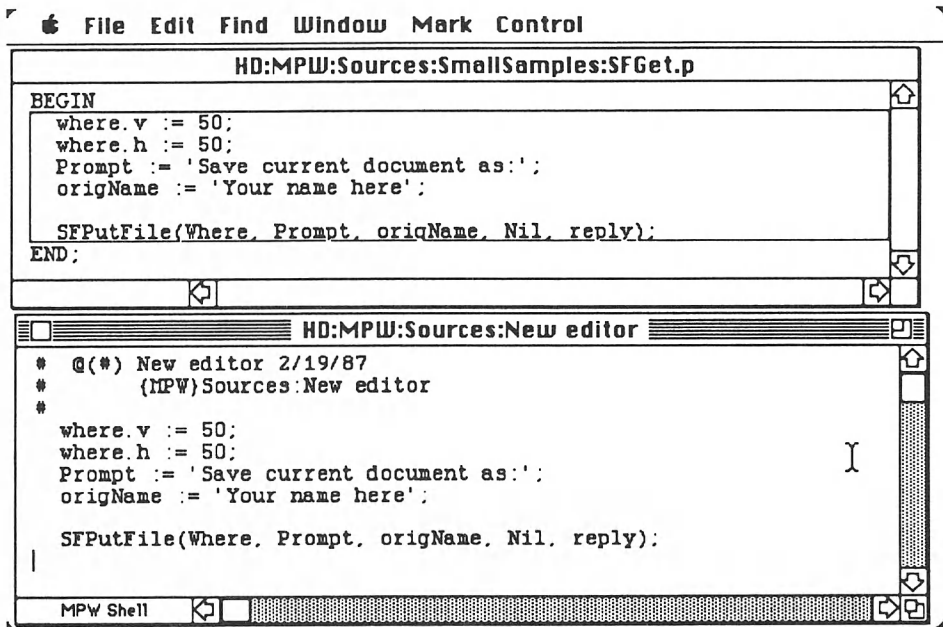 File Edit Find Window Mark Control
HD:MPW:Sources:SmallSamples:SFGet.p
BEGIN
where.v := 50;
where.h := 50;
Prompt := 'Save current document as:';
origName := 'Your name here';
SFPutFile(Where, Prompt, origName, Nil, reply);
END;
HD:MPW:Sources:New editor
# @(#) New editor 2/19/87
# {MPW}Sources:New editor
#
where.v := 50;
where.h := 50;
Prompt := 'Save current document as:';
origName := 'Your name here';
SFPutFile(Where, Prompt, origName, Nil, reply);
MPW Shell